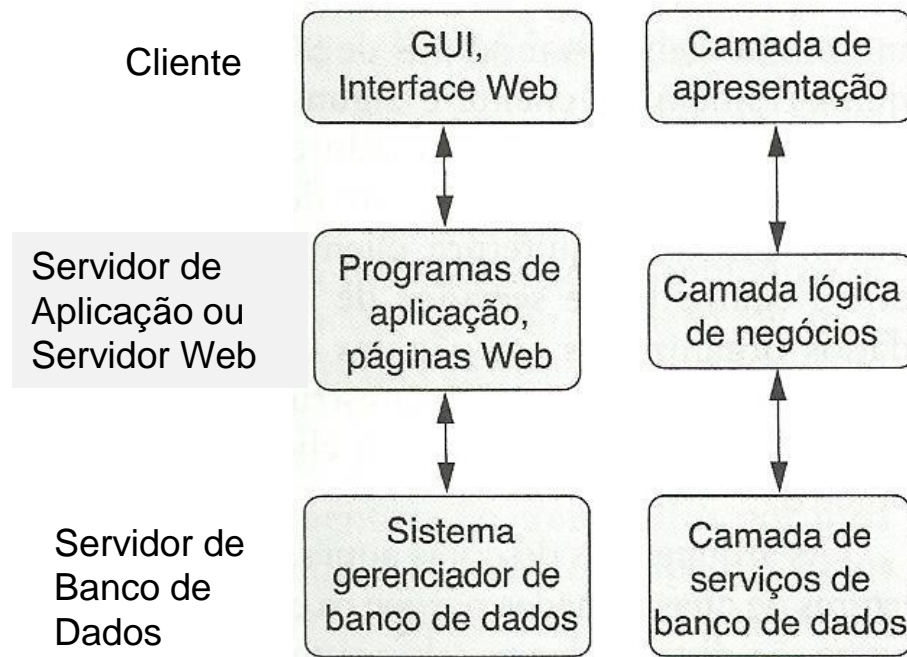 Cliente
GUI,
Interface Web
Camada de
apresentação
Servidor de
Aplicação ou
Servidor Web
Programas de
aplicação,
páginas Web
Camada lógica
de negócios
Servidor de
Banco de
Dados
Sistema
gerenciador de
banco de dados
Camada de
serviços de
banco de dados